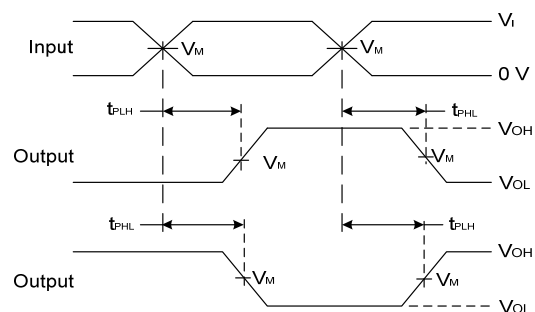 VI
Input VM VM
0 V
tPLH tPHL
VOH
Output VM VM
VOL
tPHL tPLH
VOH
Output VM VM
VOL